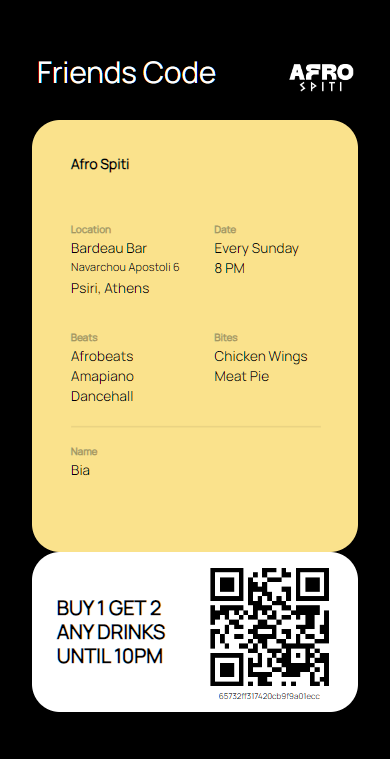 Friends Code
AFRO
SPITI
Afro Spiti
Location
Bardeau Bar
Navarchou Apostoli 6
Psiri, Athens
Date
Every Sunday
8 PM
Beats
Afrobeats
Amapiano
Dancehall
Bites
Chicken Wings
Meat Pie
Name
Bia
BUY 1 GET 2
ANY DRINKS
UNTIL 10PM
65732ff317420cb9f9a01ecc